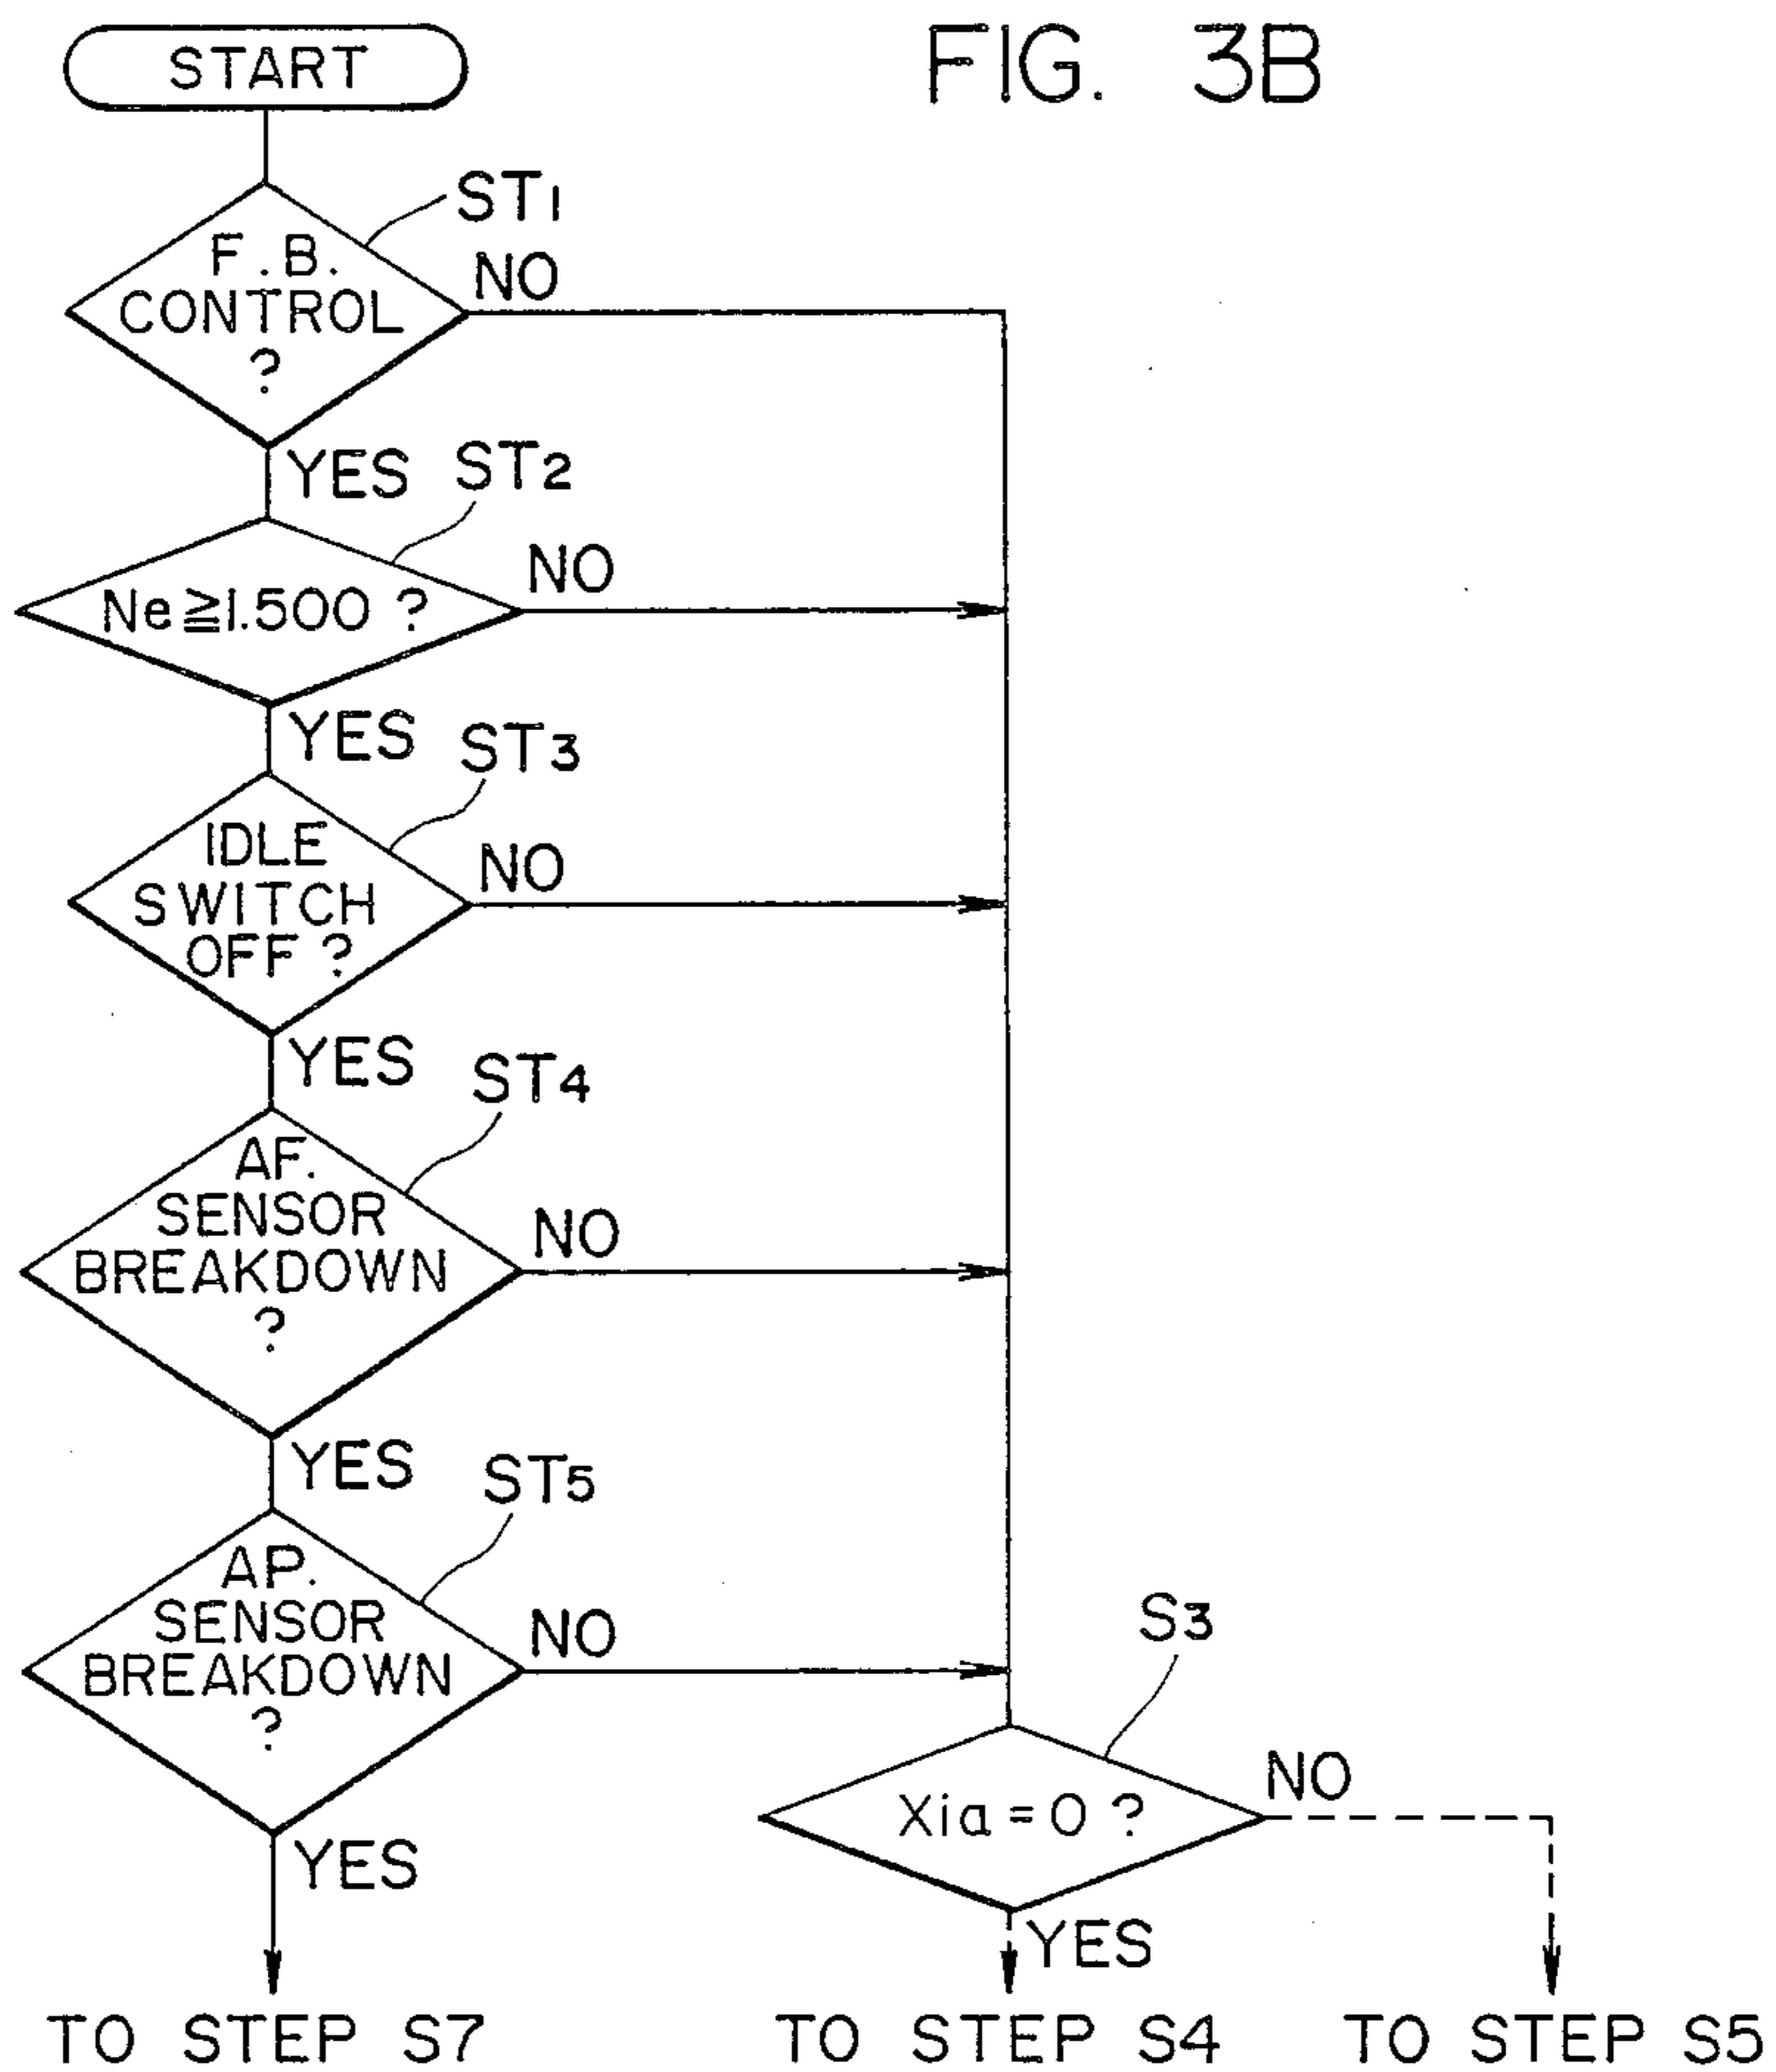 START
FIG. 3B
ST1
F.B.
CONTROL
?
NO
YES
ST2
Ne≧1.500 ?
NO
YES
ST3
IDLE
SWITCH
OFF ?
NO
YES
ST4
AF.
SENSOR
BREAKDOWN
?
NO
YES
ST5
AP.
SENSOR
BREAKDOWN
?
NO
YES
S3
Xia=0 ?
NO
YES
TO STEP S7
TO STEP S4
TO STEP S5